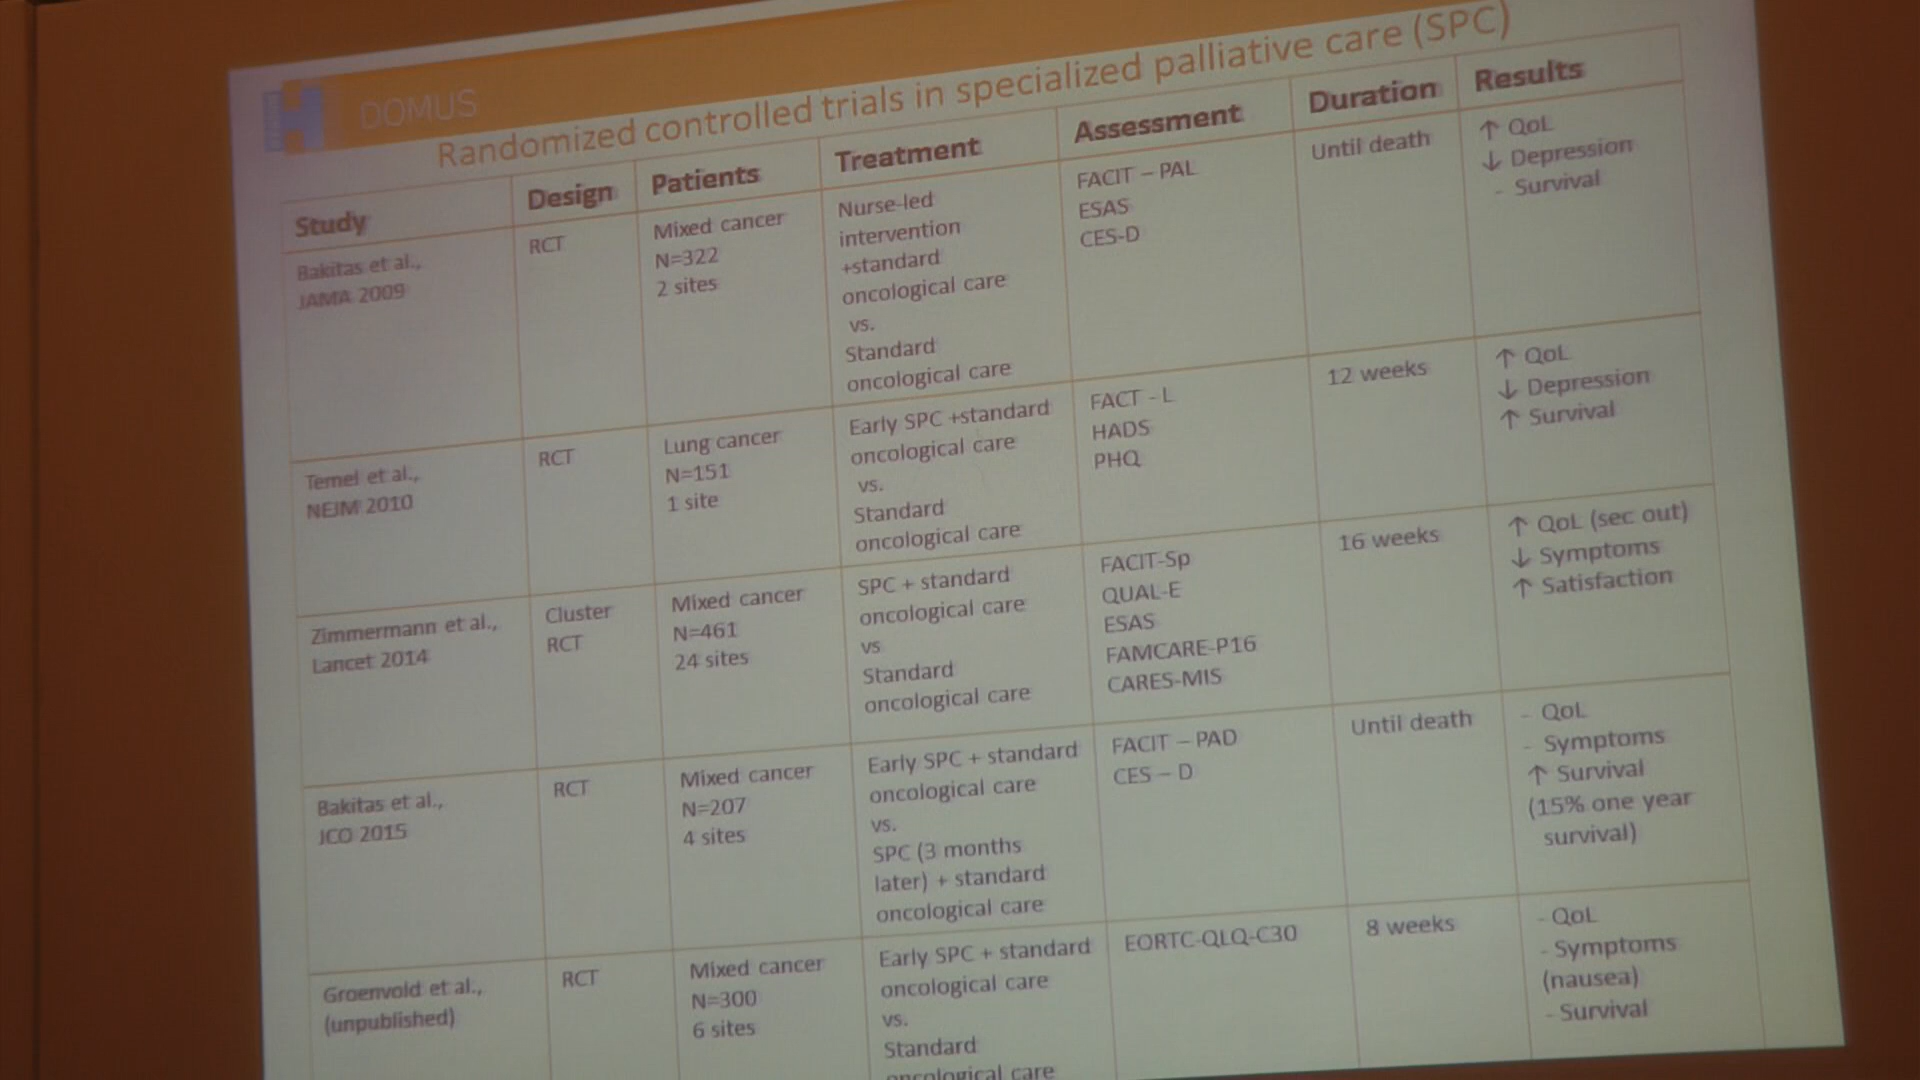 DOMUS
Randomized controlled trials in specialized palliative care (SPC)
Study
Design
Patients
Treatment
Assessment
Duration
Results
Bakitas et al.,
JAMA 2009
RCT
Mixed cancer
N=322
2 sites
Nurse-led
intervention
+standard
oncological care
vs.
Standard
oncological care
FACIT – PAL
ESAS
CES-D
Until death
↑ QoL
↓ Depression
- Survival
Temel et al.,
NEJM 2010
RCT
Lung cancer
N=151
1 site
Early SPC +standard
oncological care
vs.
Standard
oncological care
FACT - L
HADS
PHQ
12 weeks
↑ QoL
↓ Depression
↑ Survival
Zimmermann et al.,
Lancet 2014
Cluster
RCT
Mixed cancer
N=461
24 sites
SPC + standard
oncological care
vs
Standard
oncological care
FACIT-Sp
QUAL-E
ESAS
FAMCARE-P16
CARES-MIS
16 weeks
↑ QoL (sec out)
↓ Symptoms
↑ Satisfaction
Bakitas et al.,
JCO 2015
RCT
Mixed cancer
N=207
4 sites
Early SPC + standard
oncological care
vs.
SPC (3 months
later) + standard
oncological care
FACIT – PAD
CES – D
Until death
- QoL
- Symptoms
↑ Survival
(15% one year
survival)
Groenvold et al.,
(unpublished)
RCT
Mixed cancer
N=300
6 sites
Early SPC + standard
oncological care
vs.
Standard
oncological care
EORTC-QLQ-C30
8 weeks
- QoL
- Symptoms
(nausea)
- Survival